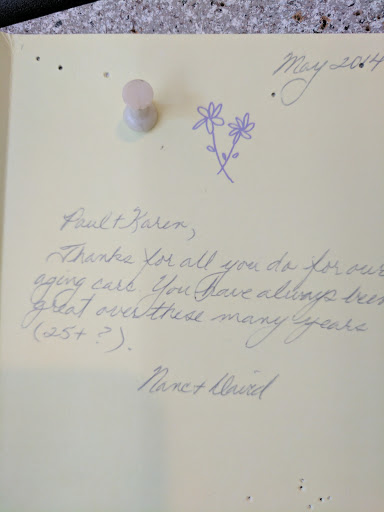 May 2014
Paul + Karen,
Thanks for all you do for our
aging cars. You have always been
great over these many years
(25+ ?).
Nanc + David